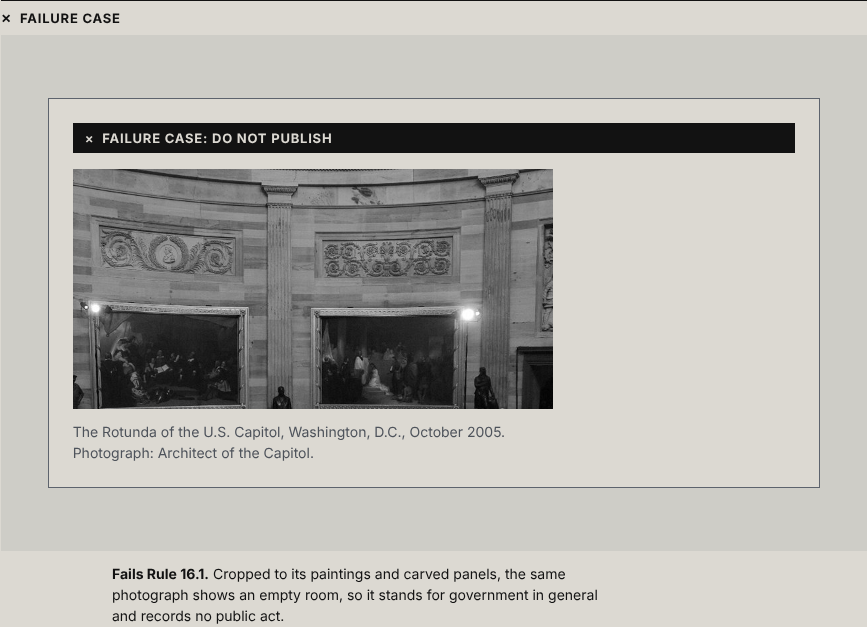 × FAILURE CASE
× FAILURE CASE: DO NOT PUBLISH
The Rotunda of the U.S. Capitol, Washington, D.C., October 2005.
Photograph: Architect of the Capitol.
Fails Rule 16.1. Cropped to its paintings and carved panels, the same
photograph shows an empty room, so it stands for government in general
and records no public act.